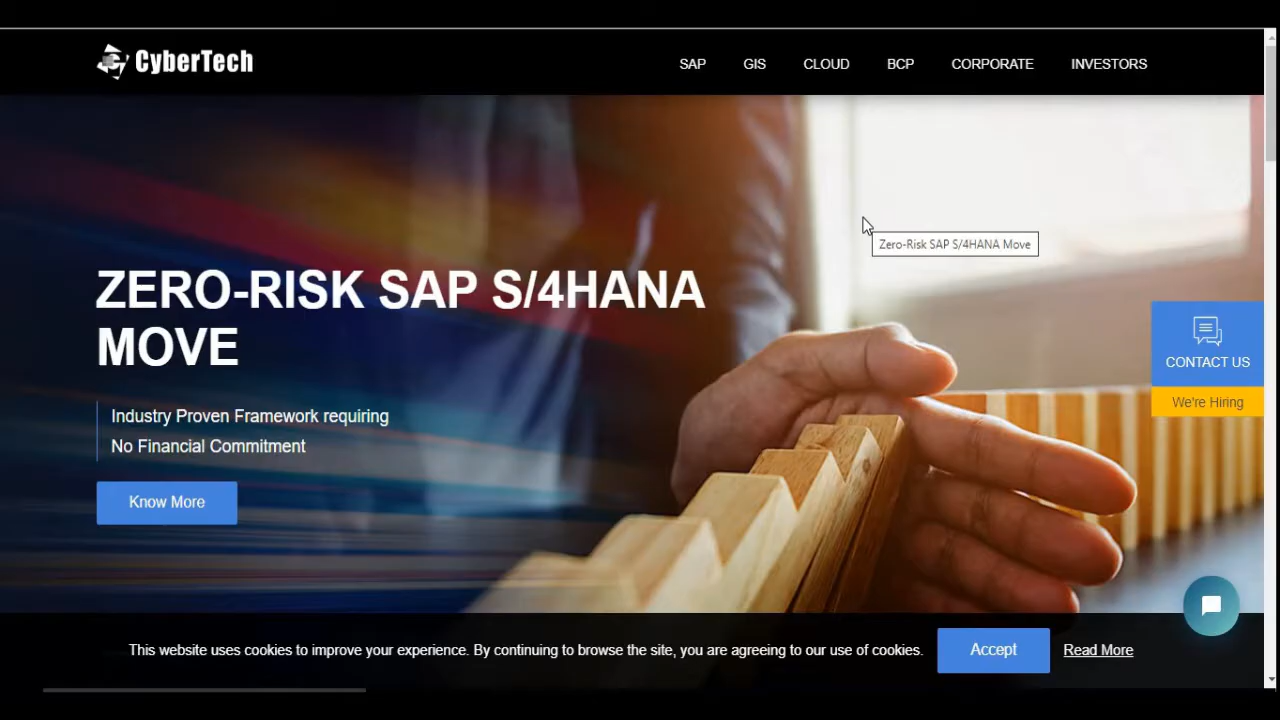 CyberTech
SAP GIS CLOUD BCP CORPORATE INVESTORS
Zero-Risk SAP S/4HANA Move
ZERO-RISK SAP S/4HANA
MOVE
CONTACT US
We're Hiring
Industry Proven Framework requiring
No Financial Commitment
Know More
This website uses cookies to improve your experience. By continuing to browse the site, you are agreeing to our use of cookies. Accept Read More